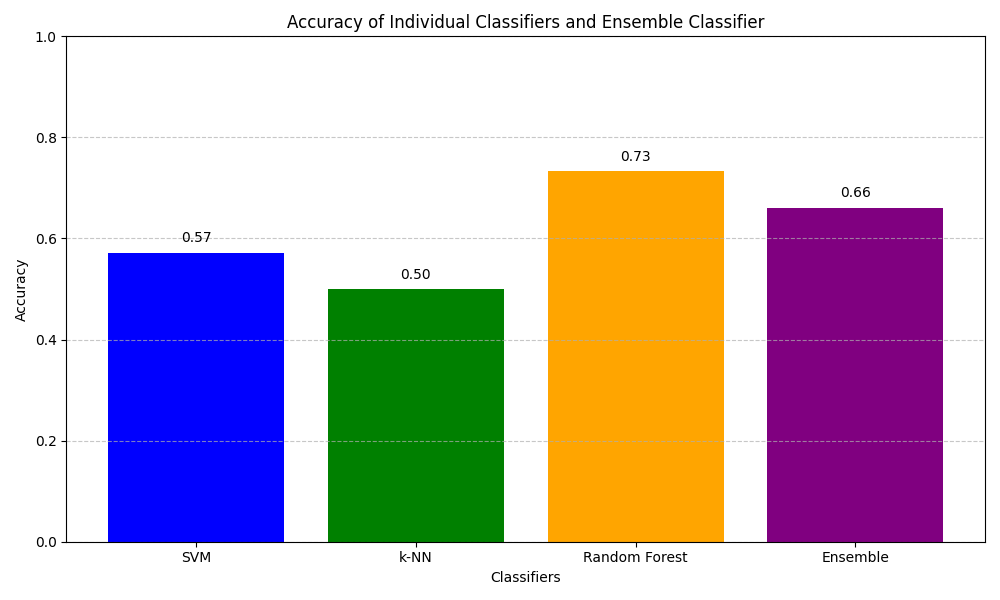 Accuracy of Individual Classifiers and Ensemble Classifier
1.0
0.8
0.6
0.4
0.2
0.0
Accuracy
0.57
0.50
0.73
0.66
SVM
k-NN
Random Forest
Ensemble
Classifiers